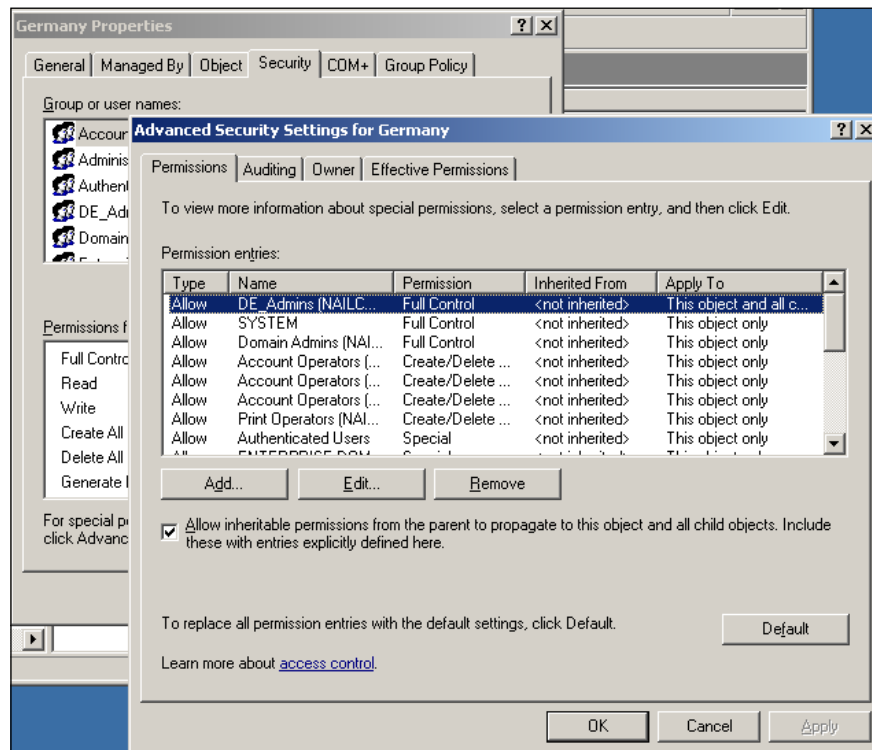 Germany Properties
General Managed By Object Security COM+ Group Policy
Group or user names:
Accour
Adminis
DE_Adi
Domain
Permissions f
Full Contro
Read
Write
Create All
Delete All
Generate
For special p
click Advanc
Advanced Security Settings for Germany
Permissions Auditing Owner Effective Permissions
To view more information about special permissions, select a permission entry, and then click Edit.
Permission entries:
Type Name Permission Inherited From Apply To
Allow DE_Admins (NAILC... Full Control <not inherited> This object and all c...
Allow SYSTEM Full Control <not inherited> This object only
Allow Domain Admins (NAI... Full Control <not inherited> This object only
Allow Account Operators (... Create/Delete ... <not inherited> This object only
Allow Account Operators (... Create/Delete ... <not inherited> This object only
Allow Account Operators (... Create/Delete ... <not inherited> This object only
Allow Print Operators (NAI... Create/Delete ... <not inherited> This object only
Allow Authenticated Users Special <not inherited> This object only
Add... Edit... Remove
Allow inheritable permissions from the parent to propagate to this object and all child objects. Include
these with entries explicitly defined here.
To replace all permission entries with the default settings, click Default.
Default
Learn more about access control.
OK Cancel Apply